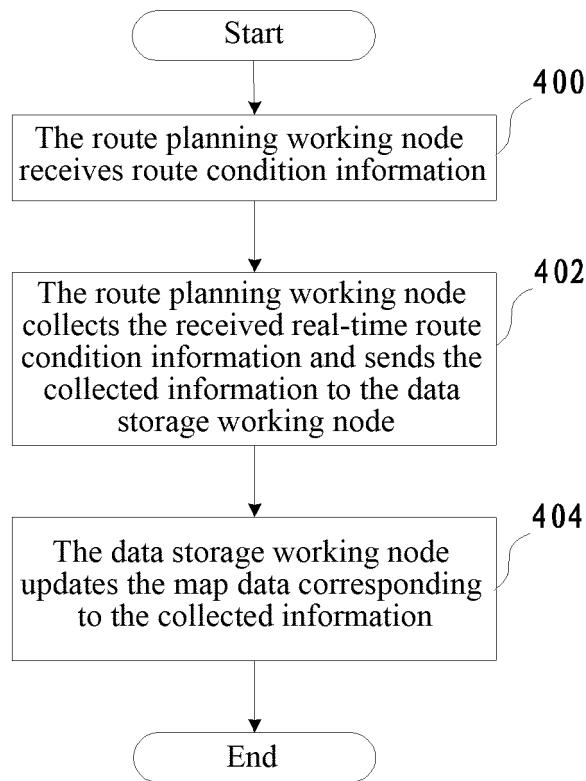 Start
400
The route planning working node
receives route condition information
402
The route planning working node
collects the received real-time route
condition information and sends the
collected information to the data
storage working node
404
The data storage working node
updates the map data corresponding
to the collected information
End